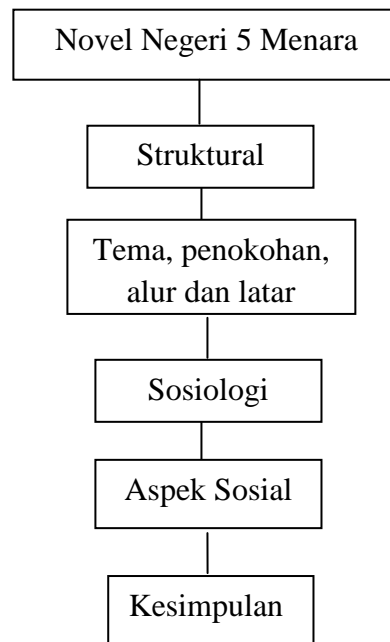 Novel Negeri 5 Menara
Struktural
Tema, penokohan,
alur dan latar
Sosiologi
Aspek Sosial
Kesimpulan